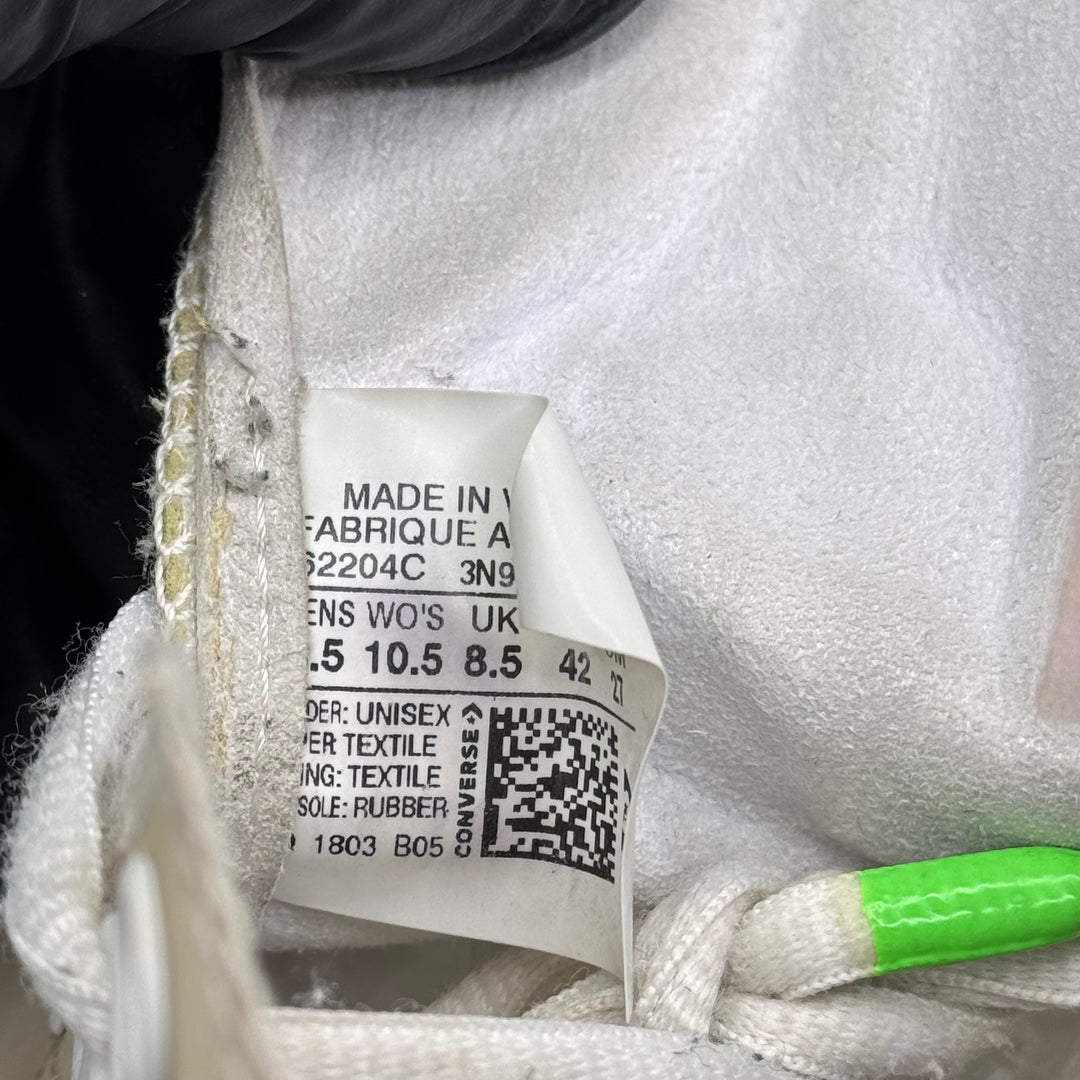 MADE IN
FABRIQUE A
62204C 3N9
ENS WO'S UK
.5 10.5 8.5 42 27
DER: UNISEX
PER TEXTILE
ING: TEXTILE
SOLE: RUBBER
1803 B05
CONVERSE